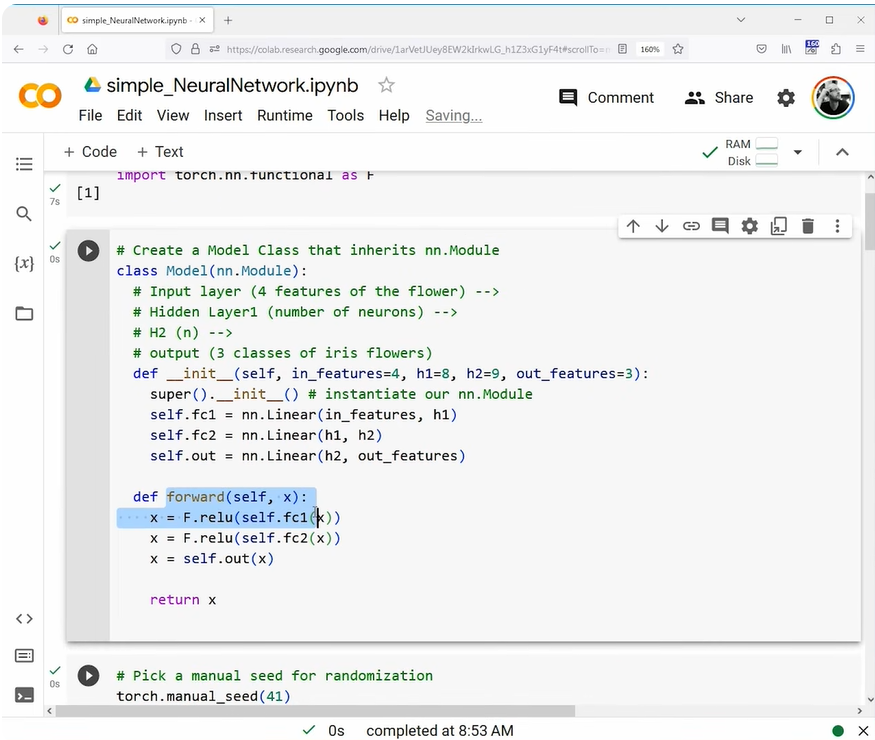 simple_NeuralNetwork.ipynb -
https://colab.research.google.com/drive/1arVetJUey8EW2kIrkwLG_h1Z3xG1yF4t#scrollTo=
160%
160
simple_NeuralNetwork.ipynb
Comment
Share
File Edit View Insert Runtime Tools Help Saving...
+ Code + Text
RAM
Disk
import torch.nn.functional as F
7s
[1]
0s
# Create a Model Class that inherits nn.Module
class Model(nn.Module):
# Input layer (4 features of the flower) -->
# Hidden Layer1 (number of neurons) -->
# H2 (n) -->
# output (3 classes of iris flowers)
def __init__(self, in_features=4, h1=8, h2=9, out_features=3):
super().__init__() # instantiate our nn.Module
self.fc1 = nn.Linear(in_features, h1)
self.fc2 = nn.Linear(h1, h2)
self.out = nn.Linear(h2, out_features)
def forward(self, x):
x = F.relu(self.fc1(x))
x = F.relu(self.fc2(x))
x = self.out(x)
return x
0s
# Pick a manual seed for randomization
torch.manual_seed(41)
0s completed at 8:53 AM